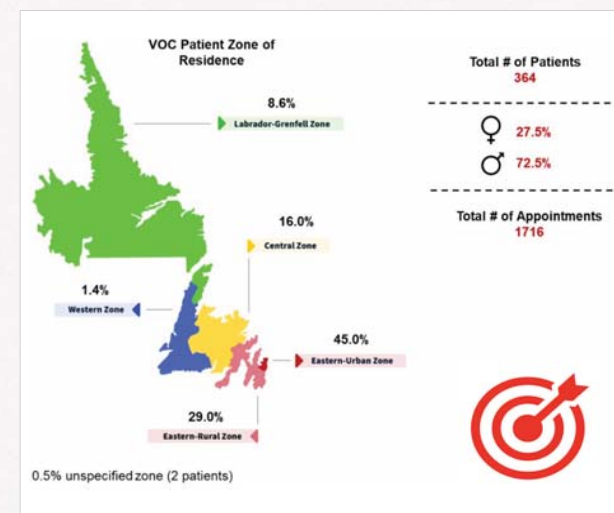 VOC Patient Zone of
Residence
8.6%
Labrador-Grenfell Zone
16.0%
Central Zone
1.4%
Western Zone
45.0%
Eastern-Urban Zone
29.0%
Eastern-Rural Zone
0.5% unspecified zone (2 patients)
Total # of Patients
364
27.5%
72.5%
Total # of Appointments
1716